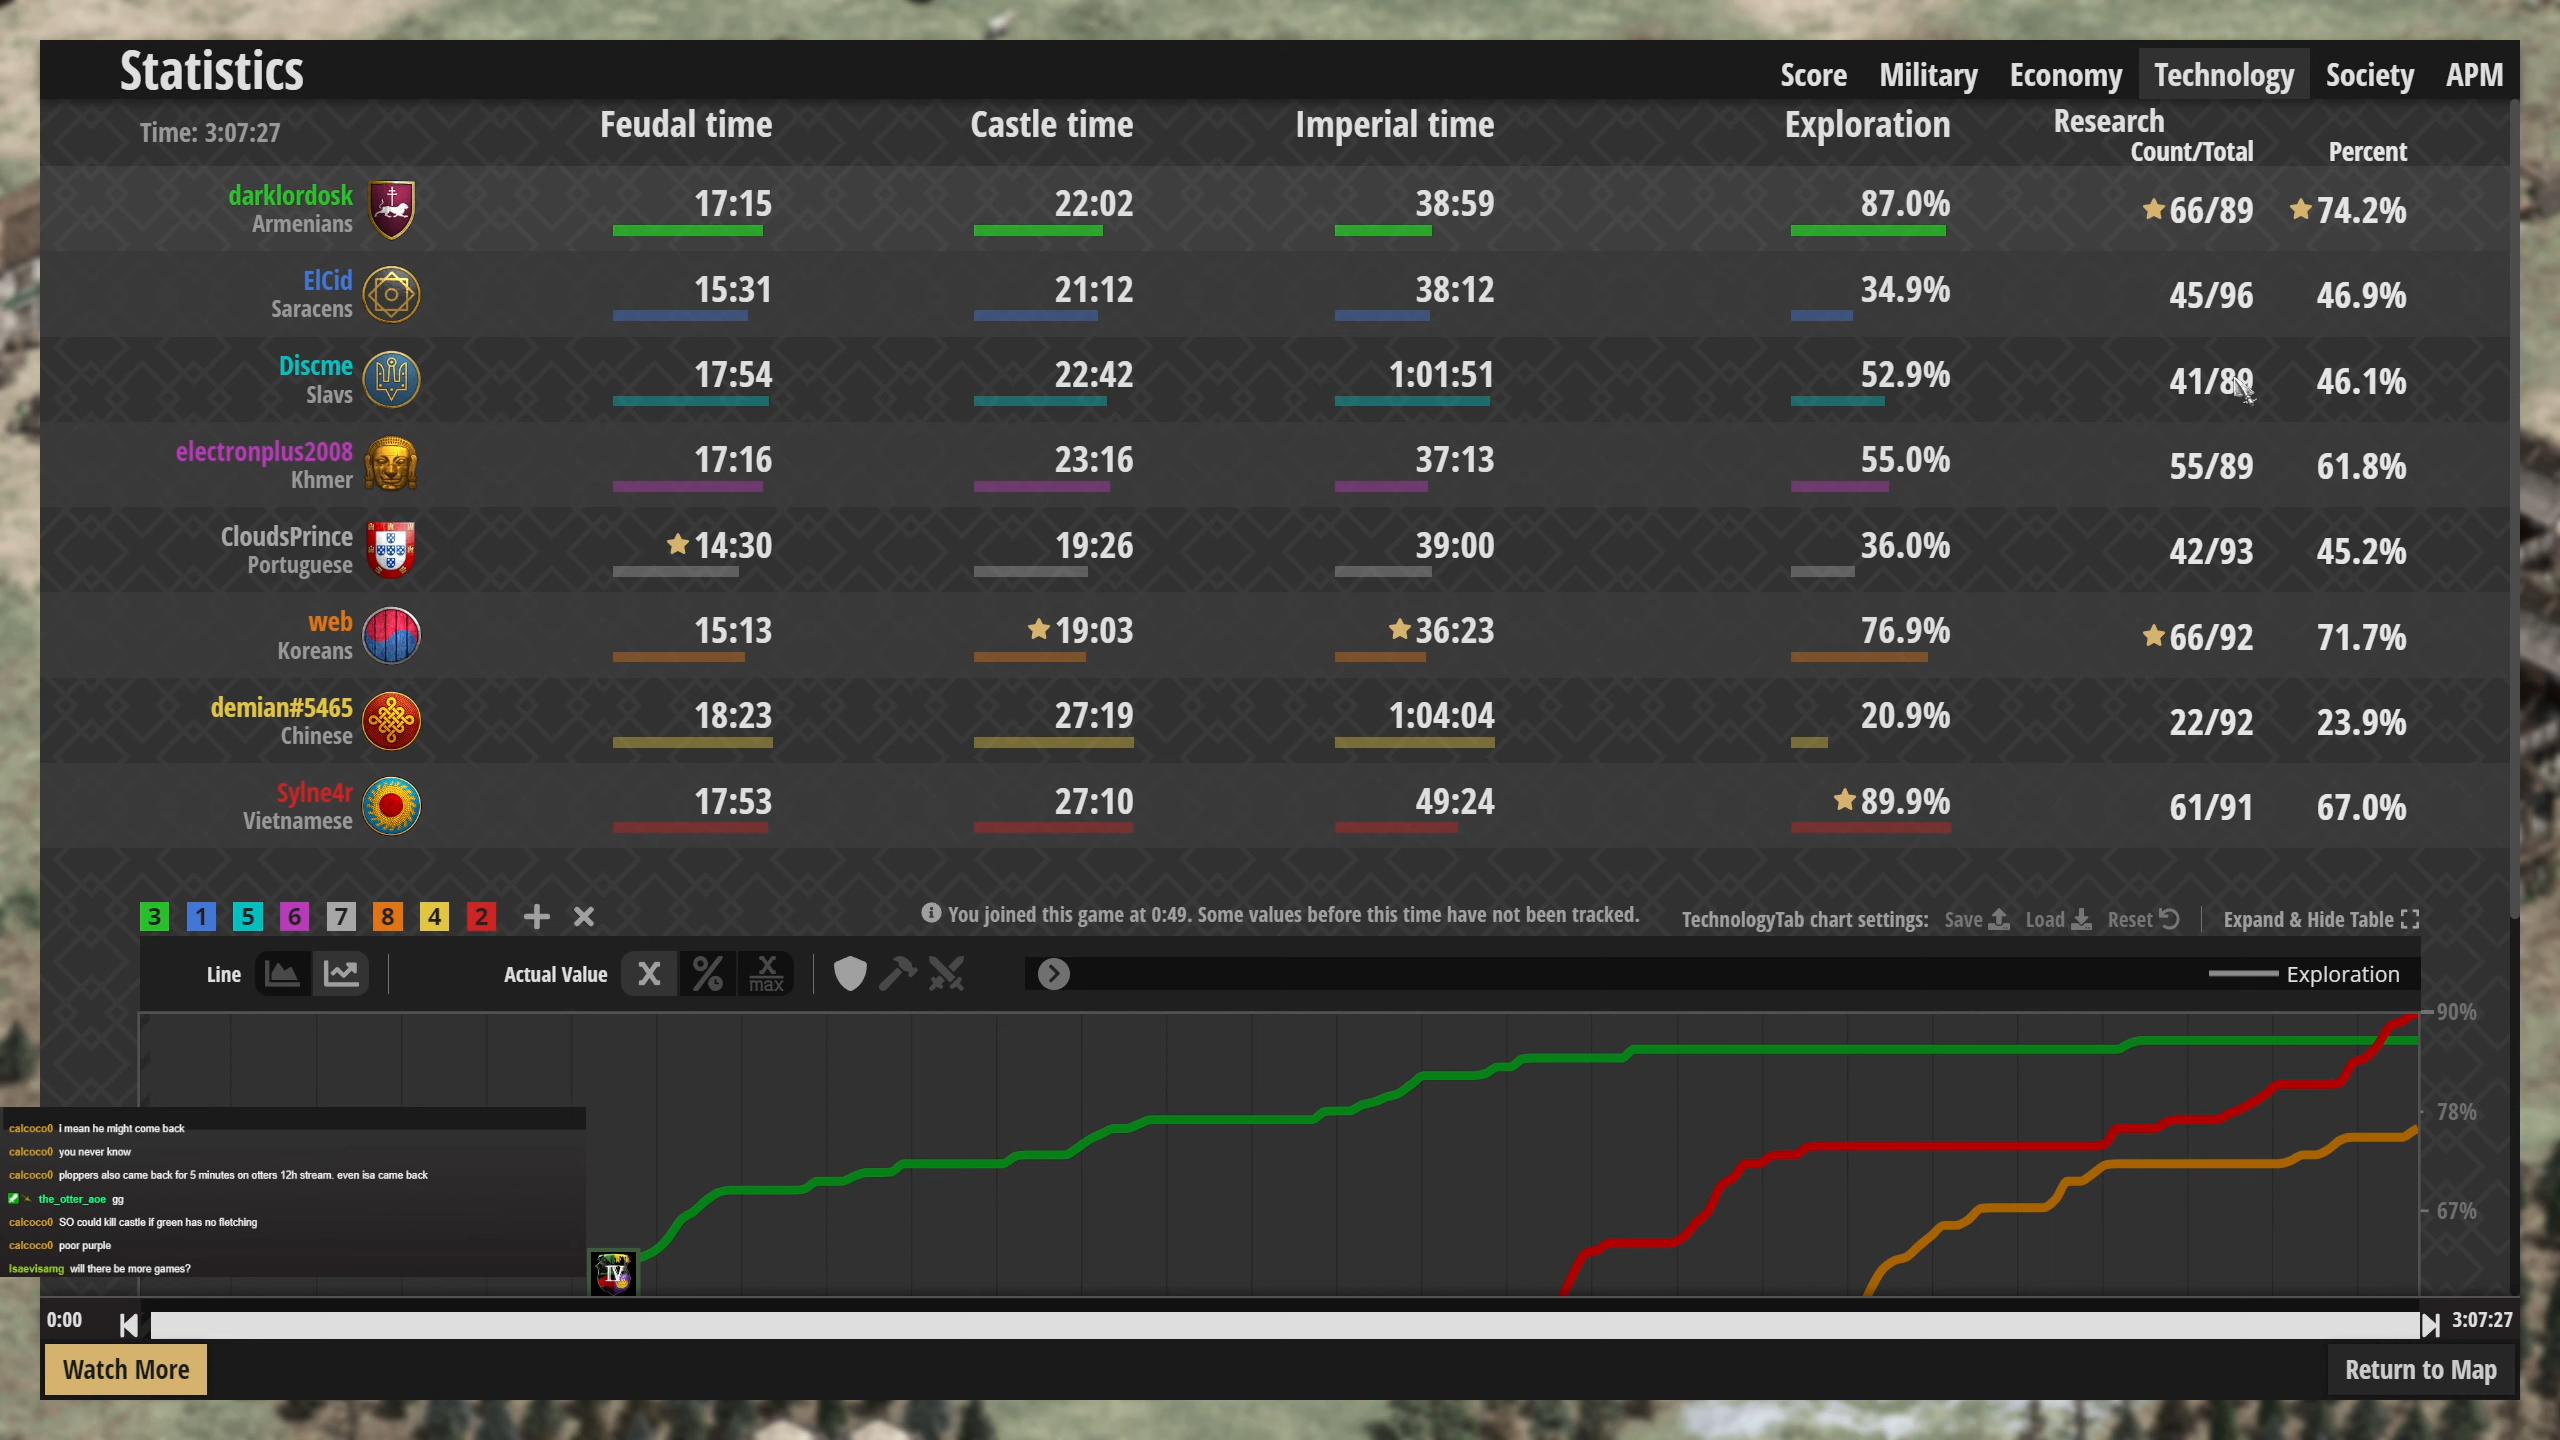 Statistics
Score Military Economy Technology Society APM
Time: 3:07:27
Feudal time Castle time Imperial time Exploration Research Count/Total Percent
darklordosk Armenians 17:15 22:02 38:59 87.0% 66/89 74.2%
ElCid Saracens 15:31 21:12 38:12 34.9% 45/96 46.9%
Discme Slavs 17:54 22:42 1:01:51 52.9% 41/89 46.1%
electronplus2008 Khmer 17:16 23:16 37:13 55.0% 55/89 61.8%
CloudsPrince Portuguese 14:30 19:26 39:00 36.0% 42/93 45.2%
web Koreans 15:13 19:03 36:23 76.9% 66/92 71.7%
demian#5465 Chinese 18:23 27:19 1:04:04 20.9% 22/92 23.9%
Sylne4r Vietnamese 17:53 27:10 49:24 89.9% 61/91 67.0%
3 1 5 6 7 8 4 2
You joined this game at 0:49. Some values before this time have not been tracked.
TechnologyTab chart settings: Save Load Reset Expand & Hide Table
Line Actual Value X % X max Exploration
90%
78%
67%
calcoco0 i mean he might come back
calcoco0 you never know
calcoco0 ploppers also came back for 5 minutes on otters 12h stream. even isa came back
the_otter_aoe gg
calcoco0 SO could kill castle if green has no fletching
calcoco0 poor purple
Isaevisamg will there be more games?
IV
0:00 3:07:27
Watch More Return to Map